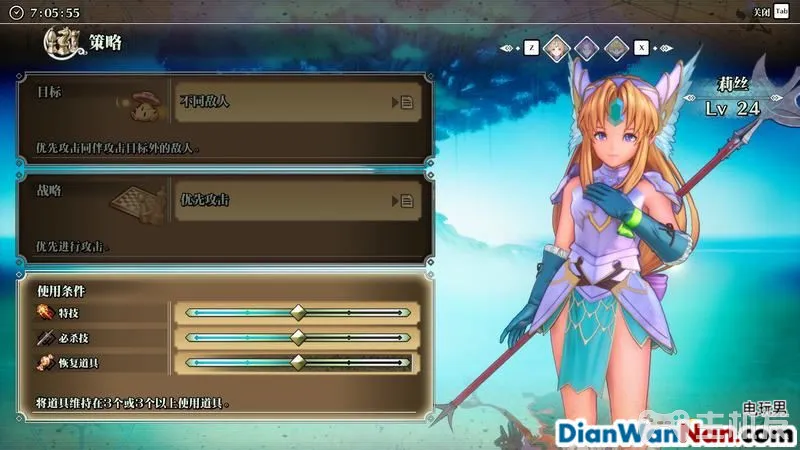 7:05:55
关闭 Tab
策略
Z
X
目标
不同敌人
优先攻击同伴攻击目标外的敌人。
莉丝
Lv 24
战略
优先攻击
优先进行攻击。
使用条件
特技
必杀技
恢复道具
将道具维持在3个或3个以上使用道具。
电玩男
DianWanNan.com